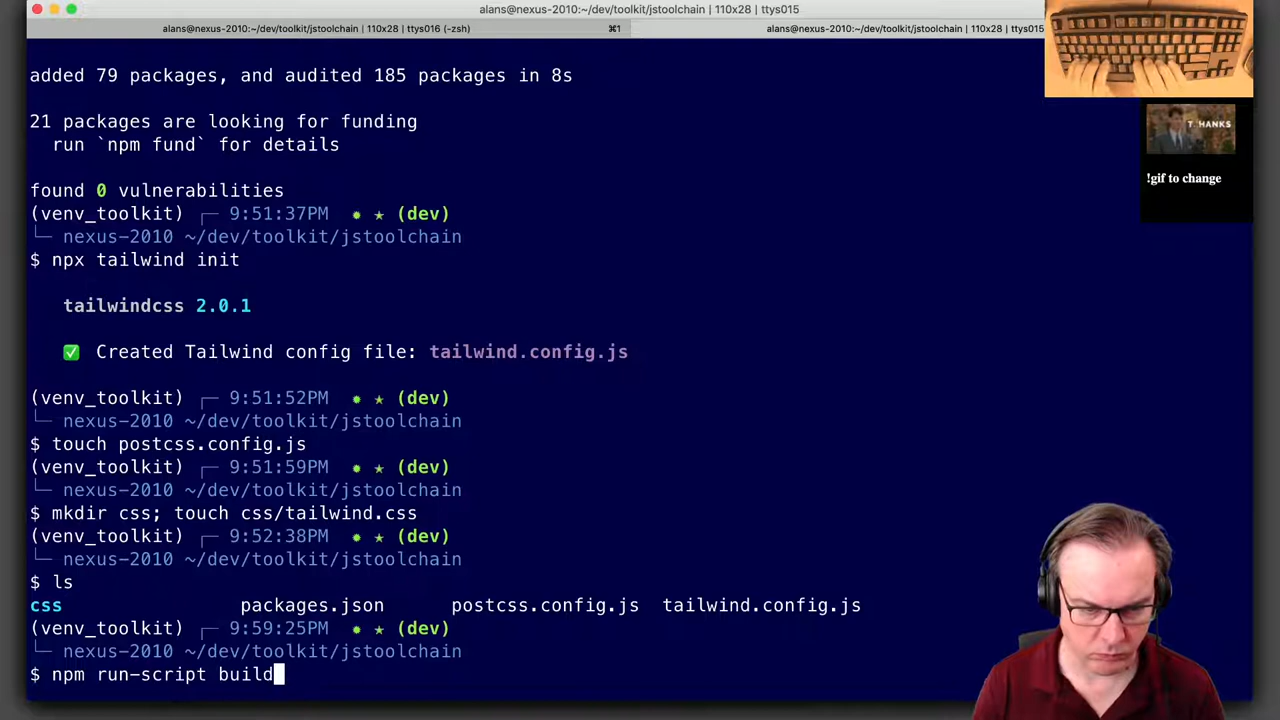 alans@nexus-2010:~/dev/toolkit/jstoolchain | 110x28 | ttys015
alans@nexus-2010:~/dev/toolkit/jstoolchain | 110x28 | ttys016 (-zsh) ⌘1
alans@nexus-2010:~/dev/toolkit/jstoolchain | 110x28 | ttys015
added 79 packages, and audited 185 packages in 8s
21 packages are looking for funding
run `npm fund` for details
found 0 vulnerabilities
(venv_toolkit) ┌─ 9:51:37PM ✹ ★ (dev)
└─ nexus-2010 ~/dev/toolkit/jstoolchain
$ npx tailwind init
tailwindcss 2.0.1
✅ Created Tailwind config file: tailwind.config.js
(venv_toolkit) ┌─ 9:51:52PM ✹ ★ (dev)
└─ nexus-2010 ~/dev/toolkit/jstoolchain
$ touch postcss.config.js
(venv_toolkit) ┌─ 9:51:59PM ✹ ★ (dev)
└─ nexus-2010 ~/dev/toolkit/jstoolchain
$ mkdir css; touch css/tailwind.css
(venv_toolkit) ┌─ 9:52:38PM ✹ ★ (dev)
└─ nexus-2010 ~/dev/toolkit/jstoolchain
$ ls
css packages.json postcss.config.js tailwind.config.js
(venv_toolkit) ┌─ 9:59:25PM ✹ ★ (dev)
└─ nexus-2010 ~/dev/toolkit/jstoolchain
$ npm run-script build
T.HANKS
!gif to change